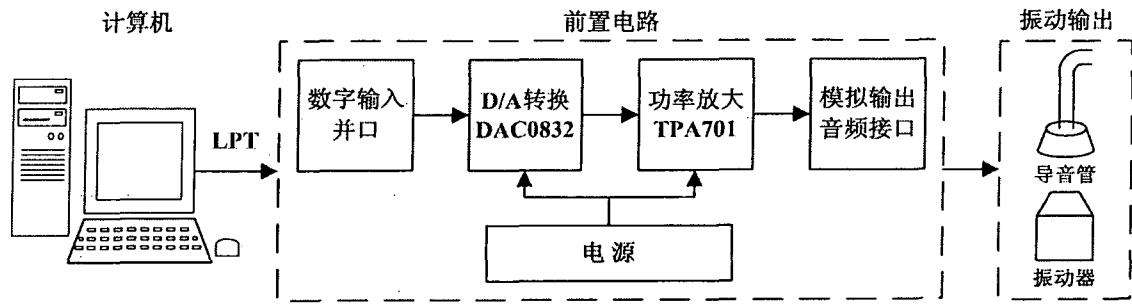 计算机
前置电路
振动输出
LPT
数字输入
并口
D/A转换
DAC0832
功率放大
TPA701
模拟输出
音频接口
电源
导音管
振动器